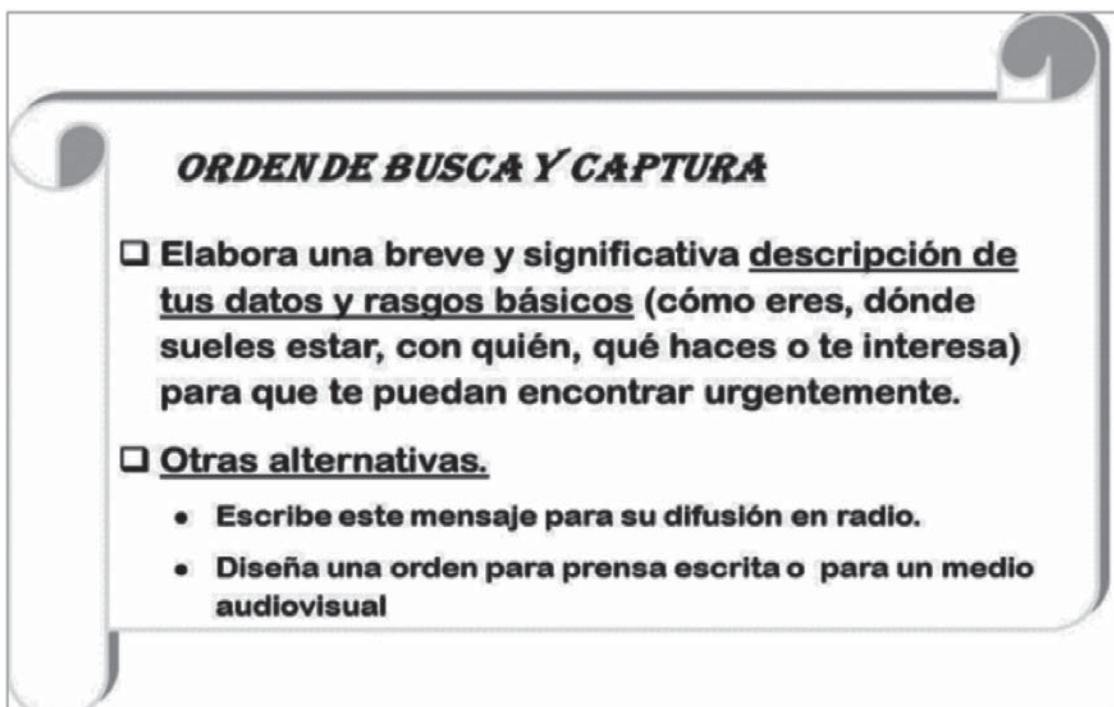 ORDEN DE BUSCA Y CAPTURA
❑ Elabora una breve y significativa descripción de
tus datos y rasgos básicos (cómo eres, dónde
sueles estar, con quién, qué haces o te interesa)
para que te puedan encontrar urgentemente.
❑ Otras alternativas.
• Escribe este mensaje para su difusión en radio.
• Diseña una orden para prensa escrita o para un medio
audiovisual